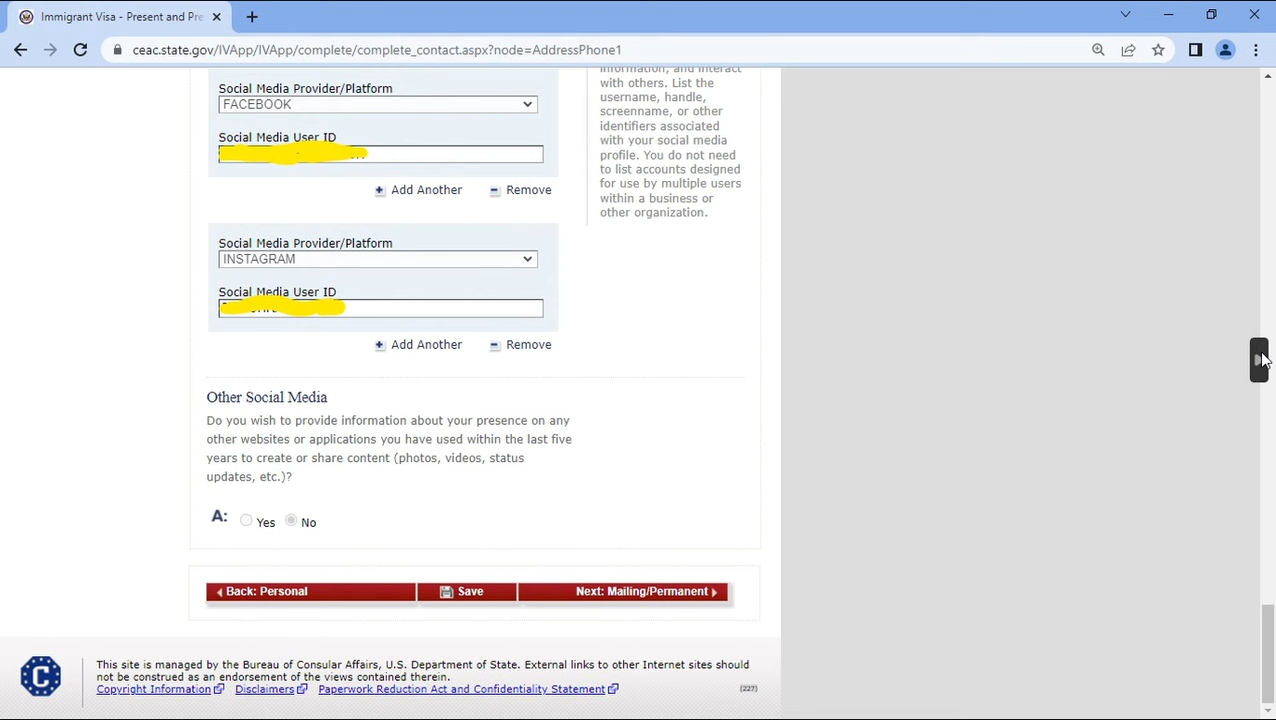 Immigrant Visa - Present and Pre
ceac.state.gov/IVApp/IVApp/complete/complete_contact.aspx?node=AddressPhone1
Social Media Provider/Platform
FACEBOOK
Social Media User ID
Add Another
Remove
Social Media Provider/Platform
INSTAGRAM
Social Media User ID
Add Another
Remove
information, and interact
with others. List the
username, handle,
screenname, or other
identifiers associated
with your social media
profile. You do not need
to list accounts designed
for use by multiple users
within a business or
other organization.
Other Social Media
Do you wish to provide information about your presence on any
other websites or applications you have used within the last five
years to create or share content (photos, videos, status
updates, etc.)?
A: Yes No
Back: Personal
Save
Next: Mailing/Permanent
C
This site is managed by the Bureau of Consular Affairs, U.S. Department of State. External links to other Internet sites should
not be construed as an endorsement of the views contained therein.
Copyright Information Disclaimers Paperwork Reduction Act and Confidentiality Statement
(227)